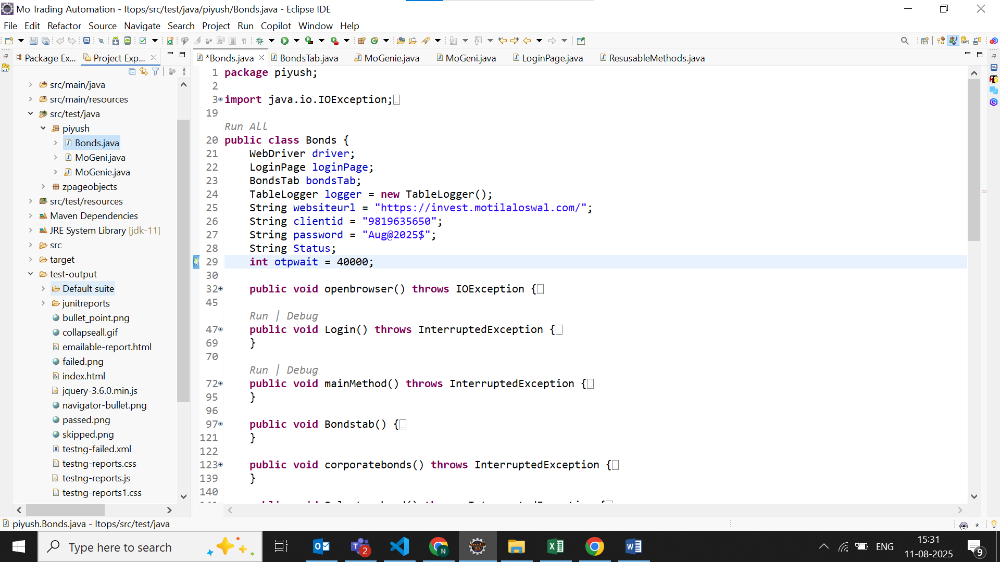 Mo Trading Automation - Itops/src/test/java/piyush/Bonds.java - Eclipse IDE
File Edit Refactor Source Navigate Search Project Run Copilot Window Help
Package Ex... Project Exp...
*Bonds.java BondsTab.java MoGenie.java MoGeni.java LoginPage.java ResusableMethods.java
src/main/java
src/main/resources
src/test/java
piyush
Bonds.java
MoGeni.java
MoGenie.java
zpageobjects
src/test/resources
Maven Dependencies
JRE System Library [jdk-11]
src
target
test-output
Default suite
junitreports
bullet_point.png
collapseall.gif
emailable-report.html
failed.png
index.html
jquery-3.6.0.min.js
navigator-bullet.png
passed.png
skipped.png
testng-failed.xml
testng-reports.css
testng-reports.js
testng-reports1.css
1 package piyush;
2
3 import java.io.IOException;
19
Run All
20 public class Bonds {
21 WebDriver driver;
22 LoginPage loginPage;
23 BondsTab bondsTab;
24 TableLogger logger = new TableLogger();
25 String websiteurl = "https://invest.motilaloswal.com/";
26 String clientid = "9819635650";
27 String password = "Aug@2025$";
28 String Status;
29 int otpwait = 40000;
30
32 public void openbrowser() throws IOException {
45
Run | Debug
47 public void Login() throws InterruptedException {
69 }
70
Run | Debug
72 public void mainMethod() throws InterruptedException {
95 }
96
97 public void Bondstab() {
121 }
122
123 public void corporatebonds() throws InterruptedException {
139 }
140
piyush.Bonds.java - Itops/src/test/java
Type here to search
2
N
ENG
15:31
11-08-2025
9